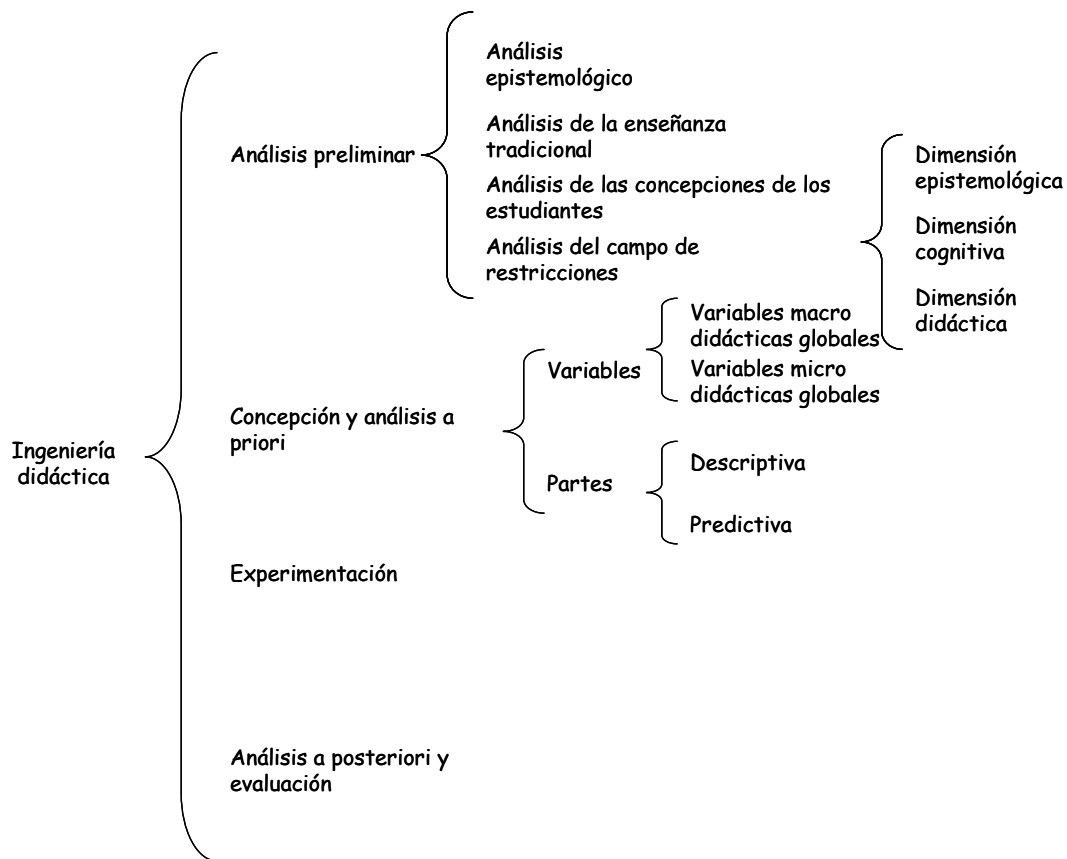 Ingeniería
didáctica
Análisis preliminar
Análisis
epistemológico
Análisis de la enseñanza
tradicional
Análisis de las concepciones de los
estudiantes
Análisis del campo de
restricciones
Dimensión
epistemológica
Dimensión
cognitiva
Dimensión
didáctica
Concepción y análisis a
priori
Variables
Variables macro
didácticas globales
Variables micro
didácticas globales
Partes
Descriptiva
Predictiva
Experimentación
Análisis a posteriori y
evaluación